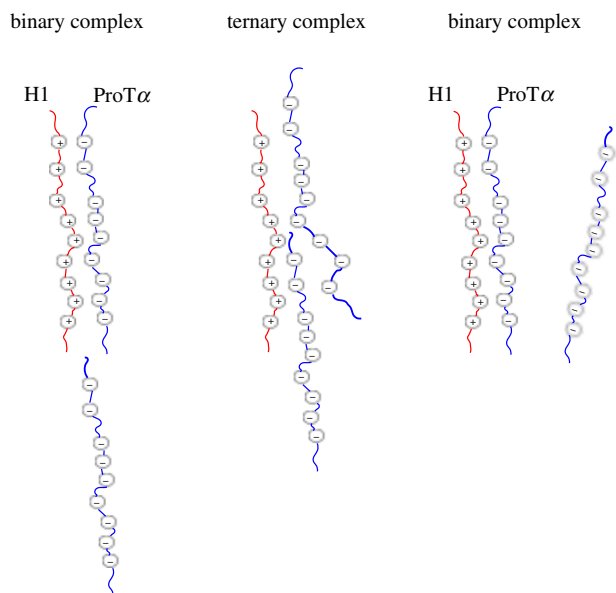 binary complex
ternary complex
binary complex
H1
ProTα
H1
ProTα